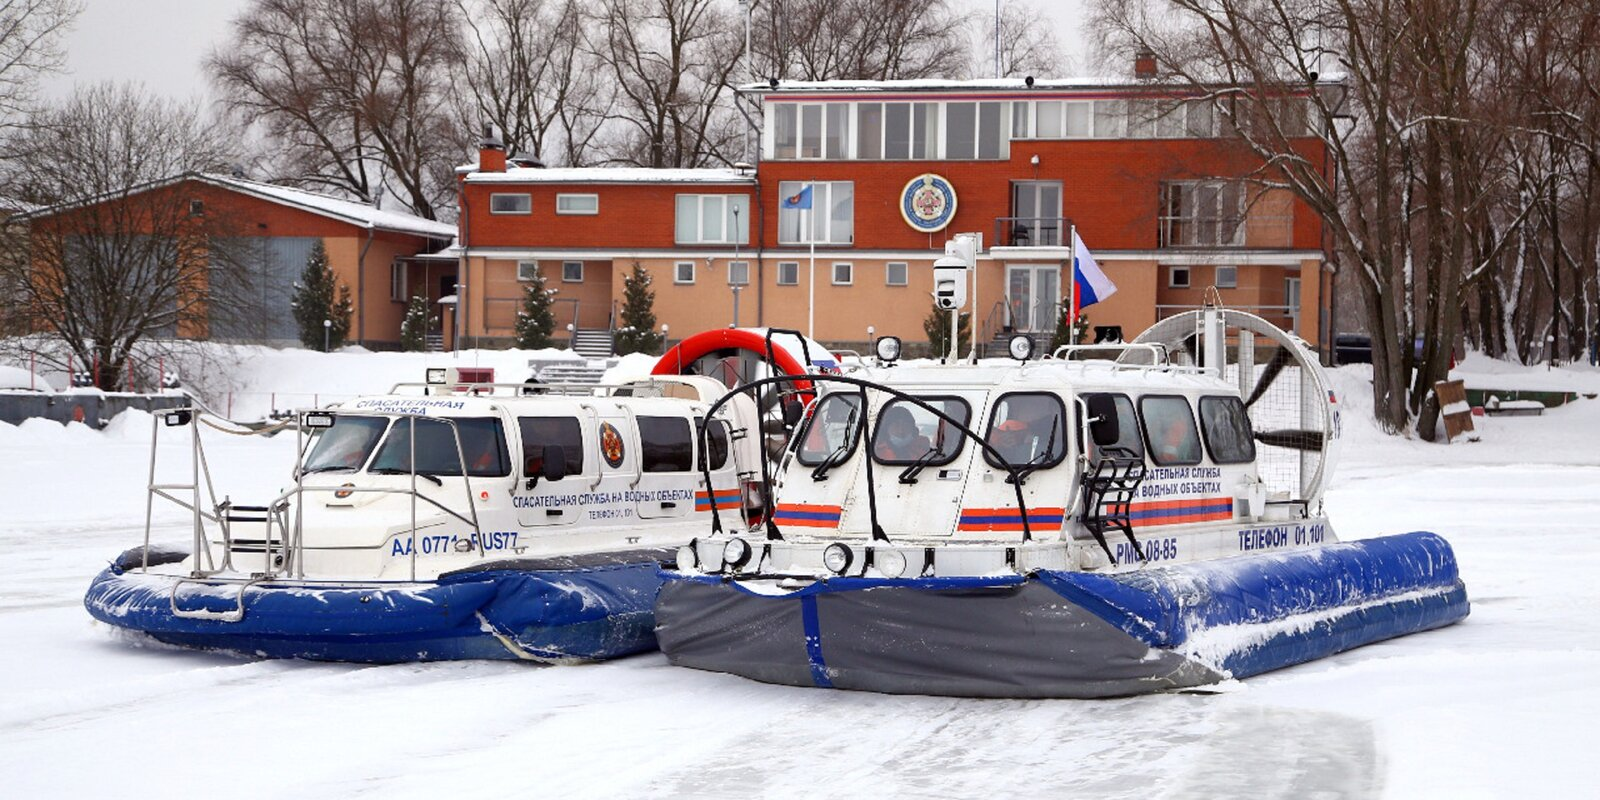 СПАСАТЕЛЬНАЯ
СЛУЖБА
СПАСАТЕЛЬНАЯ СЛУЖБА НА ВОДНЫХ ОБЪЕКТАХ
ТЕЛЕФОН 01, 101
АА 0771 RUS77
СПАСАТЕЛЬНАЯ СЛУЖБА
НА ВОДНЫХ ОБЪЕКТАХ
ТЕЛЕФОН 01,101
РМС 08-85